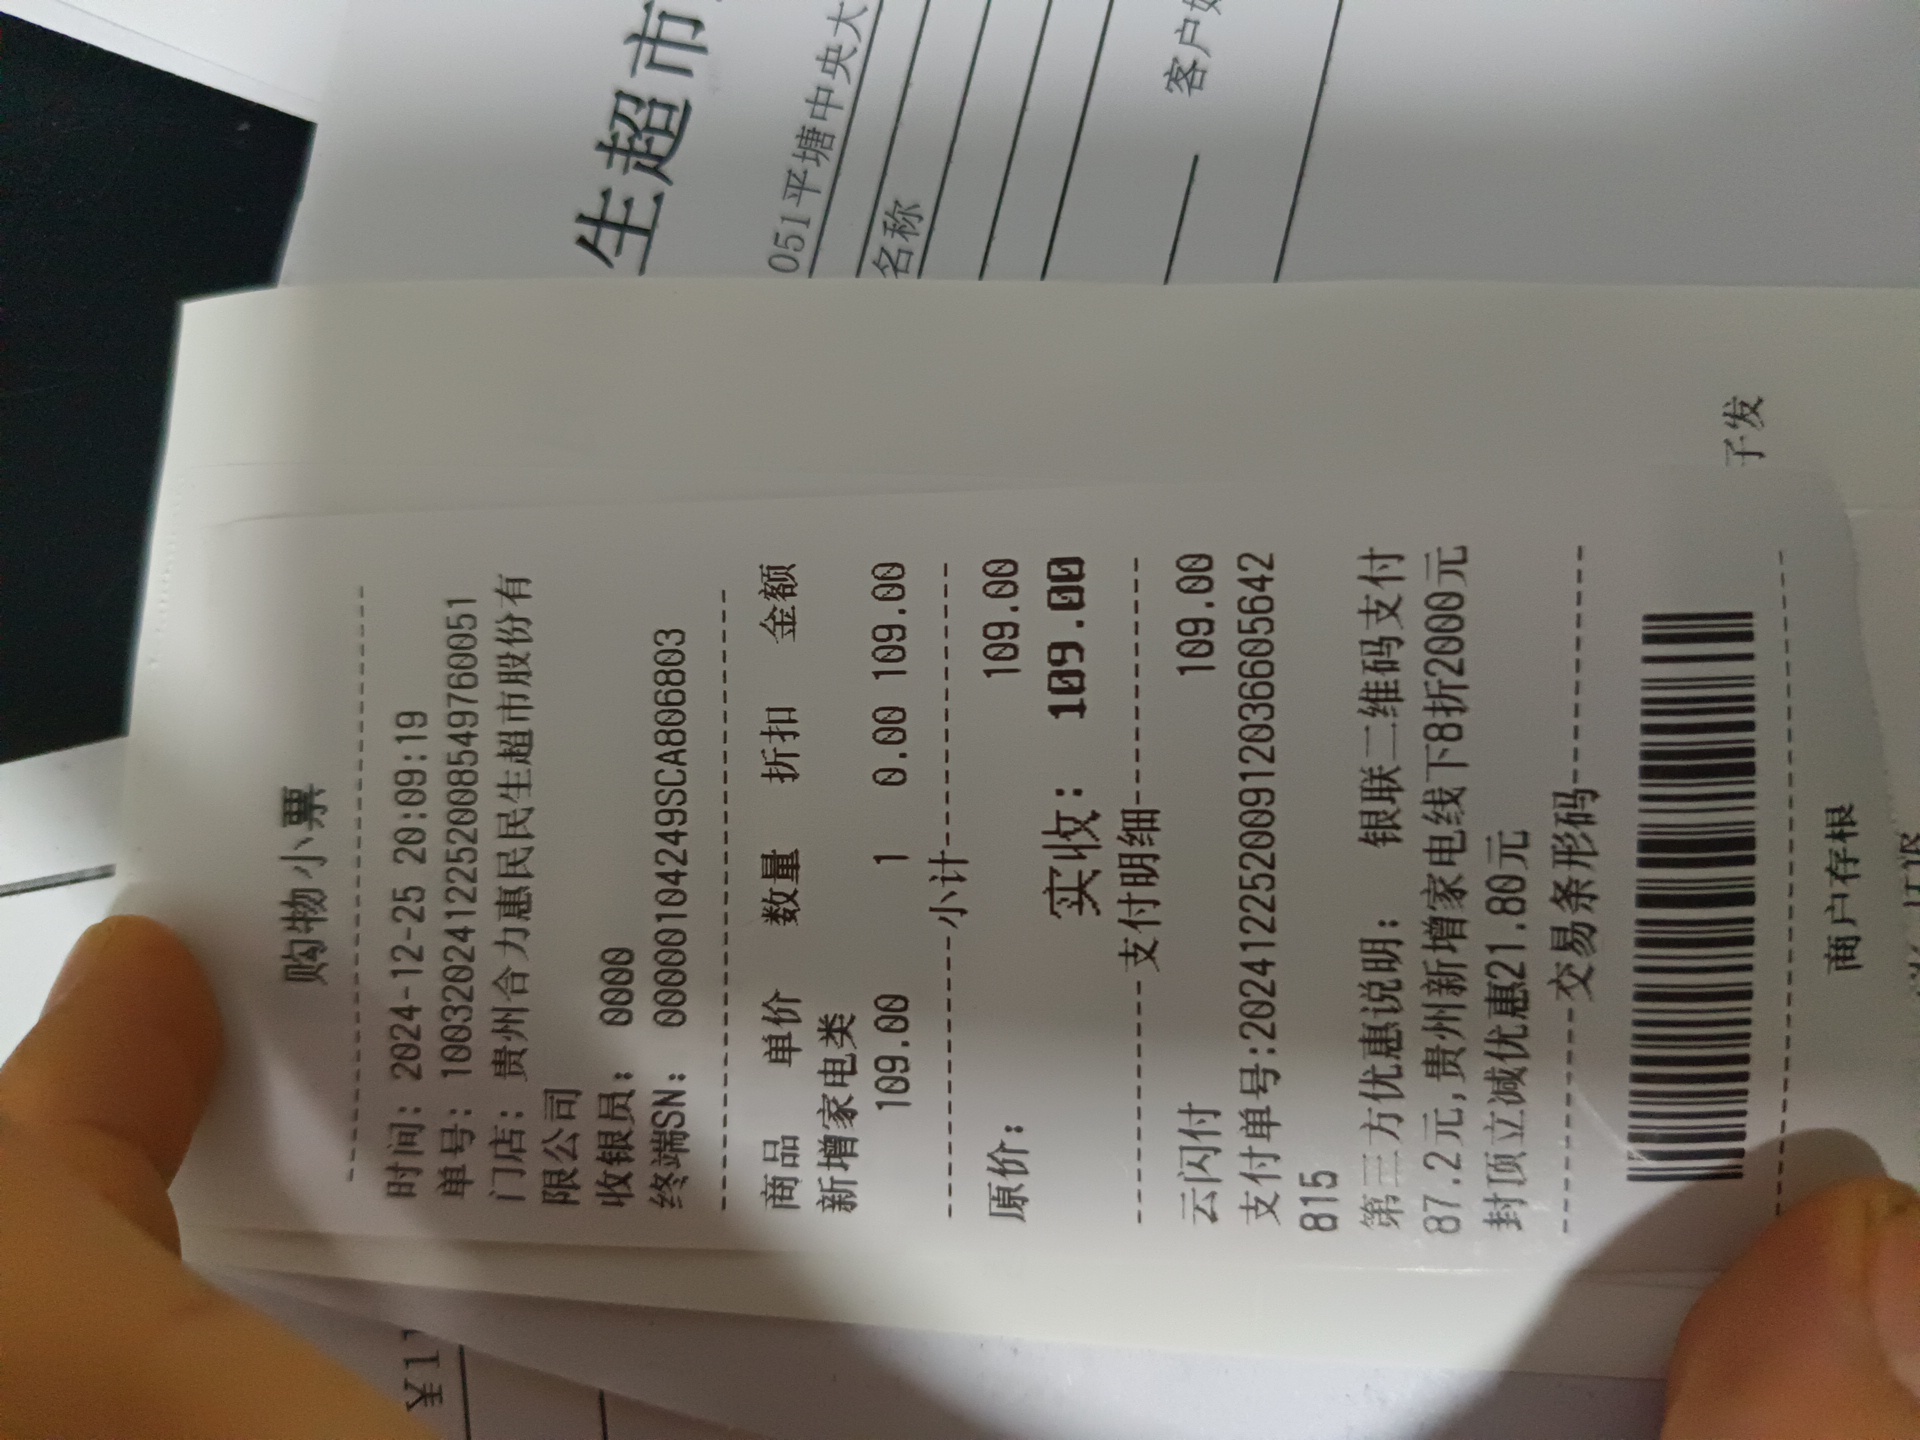 购物小票
时间: 2024-12-25 20:09:19
单号: 10032024122520085497600​51
门店: 贵州合力惠民民生超市股份有
限公司
收银员: 0000
终端SN: 00000104249SCA806803
商品 单价 数量 折扣 金额
新增家电类
109.00 1 0.00 109.00
小计
原价: 109.00
实收: 109.00
支付明细
云闪付 109.00
支付单号:2024122520091203660​5642
815
第三方优惠说明: 银联二维码支付
87.2元,贵州新增家电线下8折2000元
封顶立减优惠21.80元
交易条形码
商户存根
生超市
051平塘中央大
名称
客户
子发
¥11